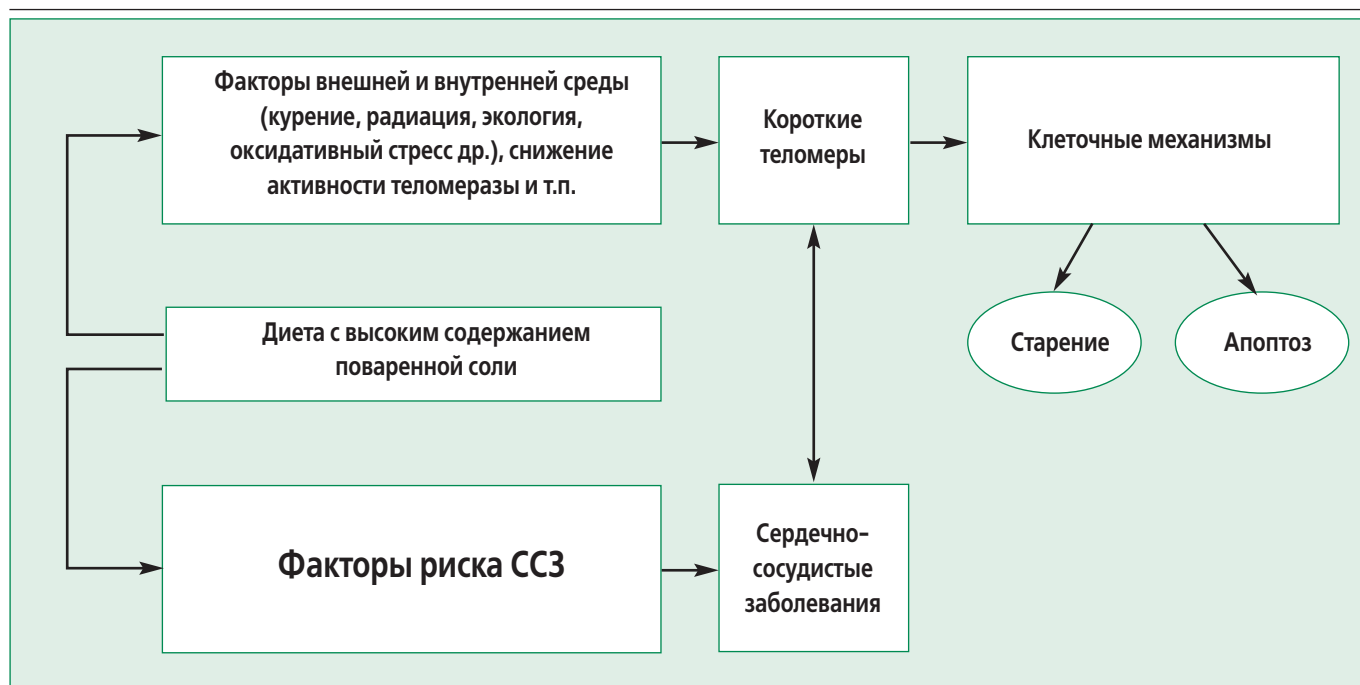 Факторы внешней и внутренней среды
(курение, радиация, экология,
оксидативный стресс др.), снижение
активности теломеразы и т.п.
Короткие
теломеры
Клеточные механизмы
Диета с высоким содержанием
поваренной соли
Старение
Апоптоз
Факторы риска ССЗ
Сердечно-
сосудистые
заболевания